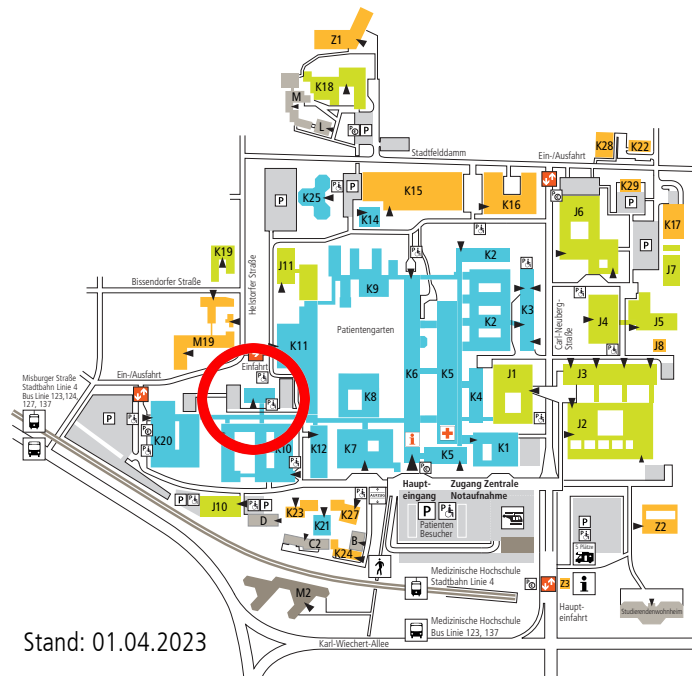 Z1
K18
M
L
P
Stadtfelddamm
Ein-/Ausfahrt
K28
K22
K25
P
K15
K14
K16
K29
P
K17
J6
K19
J11
K9
K2
Bissendorfer Straße
Helstorfer Straße
Patientengarten
K2
K3
Carl-Neuberg-
Straße
P
J7
J4
J5
J8
M19
K11
Einfahrt
K6
K5
K8
K4
J1
J3
J2
Misburger Straße
Stadtbahn Linie 4
Bus Linie 123,124,
127, 137
Ein-/Ausfahrt
P
K20
K10
K12
K7
i
K5
K1
Haupt-
eingang
Zugang Zentrale
Notaufnahme
P
Patienten
Besucher
P
J10
P
D
K23
K21
K27
C2
B
K24
P
5 Plätze
Z2
M2
Medizinische Hochschule
Stadtbahn Linie 4
Z3
i
Haupt-
einfahrt
Studierendenwohnheim
Medizinische Hochschule
Bus Linie 123, 137
Karl-Wiechert-Allee
Stand: 01.04.2023